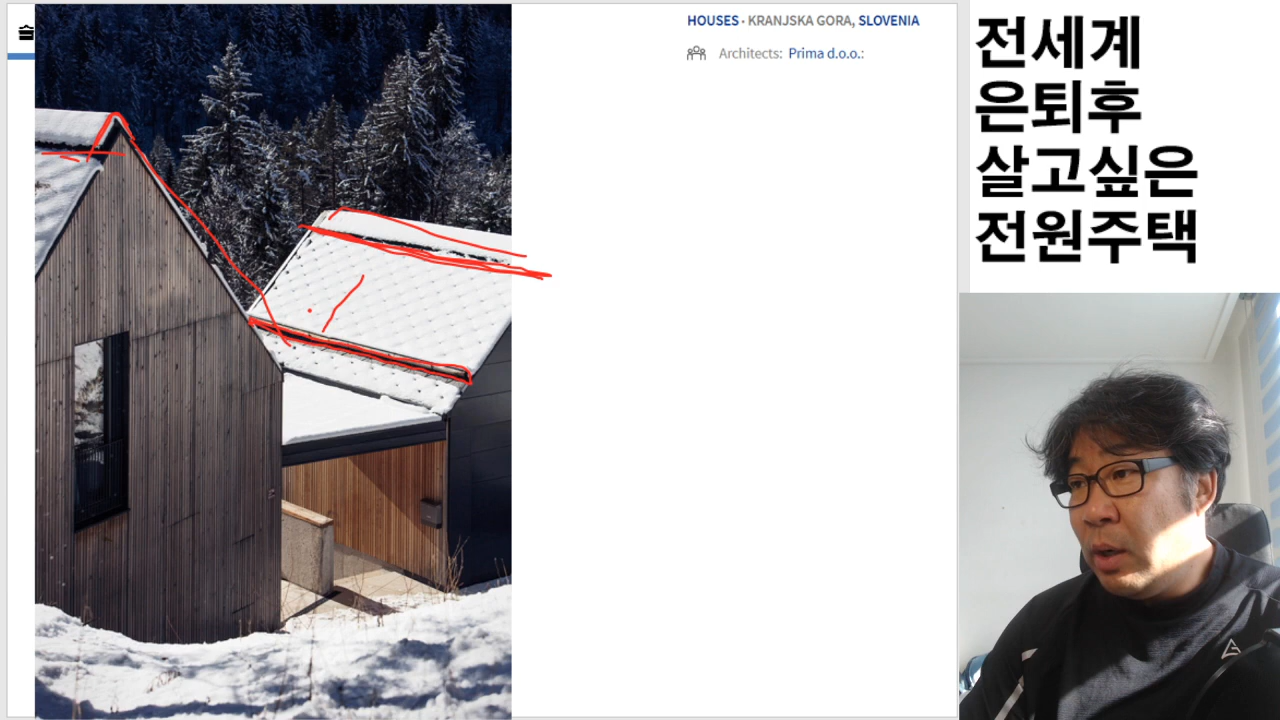 HOUSES · KRANJSKA GORA, SLOVENIA
Architects: Prima d.o.o.:
전세계
은퇴후
살고싶은
전원주택